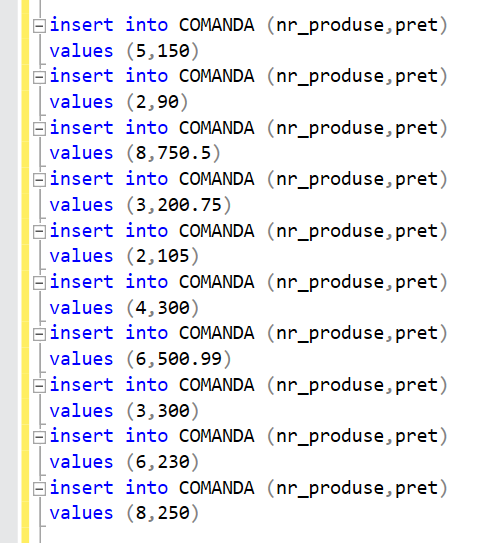 insert into COMANDA (nr_produse,pret)
values (5,150)
insert into COMANDA (nr_produse,pret)
values (2,90)
insert into COMANDA (nr_produse,pret)
values (8,750.5)
insert into COMANDA (nr_produse,pret)
values (3,200.75)
insert into COMANDA (nr_produse,pret)
values (2,105)
insert into COMANDA (nr_produse,pret)
values (4,300)
insert into COMANDA (nr_produse,pret)
values (6,500.99)
insert into COMANDA (nr_produse,pret)
values (3,300)
insert into COMANDA (nr_produse,pret)
values (6,230)
insert into COMANDA (nr_produse,pret)
values (8,250)